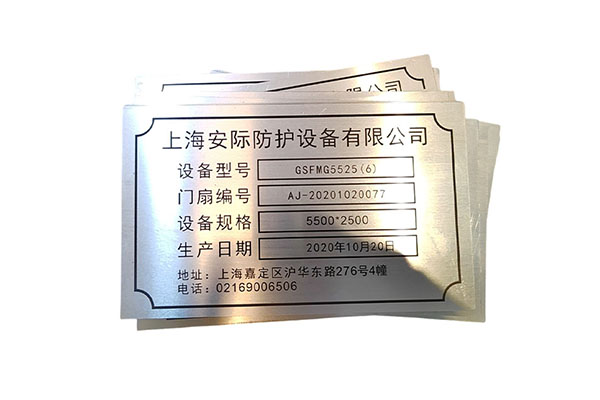 限公司
上海安际防护设备有限公司
设备型号 GSFMG5525(6)
门扇编号 AJ-20201020077
设备规格 5500*2500
生产日期 2020年10月20日
地址：上海嘉定区沪华东路276号4幢
电话：02169006506